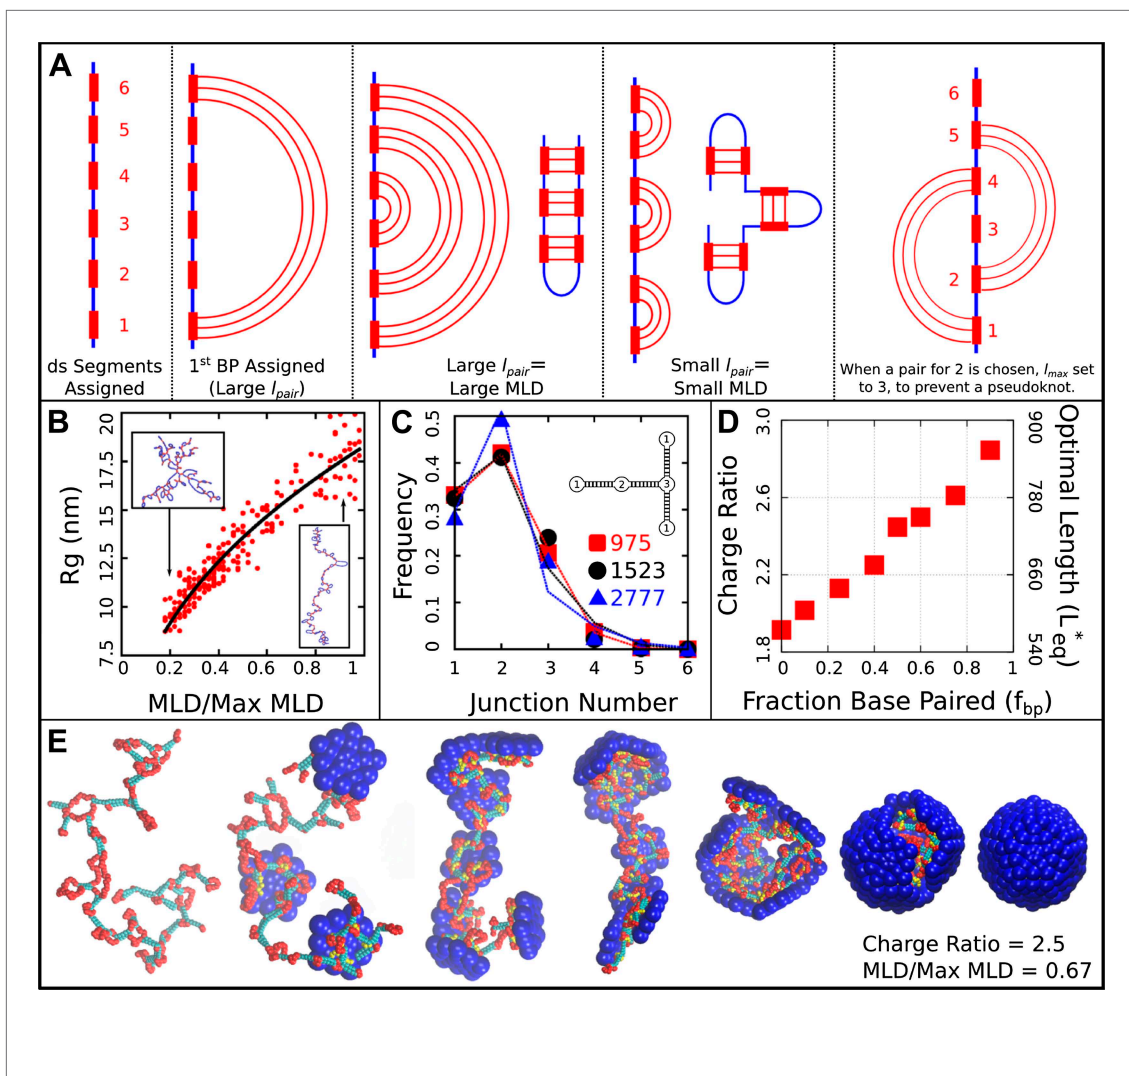 A
6
5
4
3
2
1
ds Segments
Assigned
1st BP Assigned
(Large lpair)
Large lpair=
Large MLD
Small lpair=
Small MLD
6
5
4
3
2
1
When a pair for 2 is chosen, lmax set
to 3, to prevent a pseudoknot.
B
20
17.5
15
12.5
10
7.5
Rg (nm)
0 0.2 0.4 0.6 0.8 1
MLD/Max MLD
C
0.5
0.4
0.3
0.2
0.1
0
Frequency
1
1 2 3
1
975
1523
2777
1 2 3 4 5 6
Junction Number
D
3.0
2.6
2.2
1.8
Charge Ratio
900
780
660
540
Optimal Length (L*eq)
0 0.2 0.4 0.6 0.8 1
Fraction Base Paired (fbp)
E
Charge Ratio = 2.5
MLD/Max MLD = 0.67